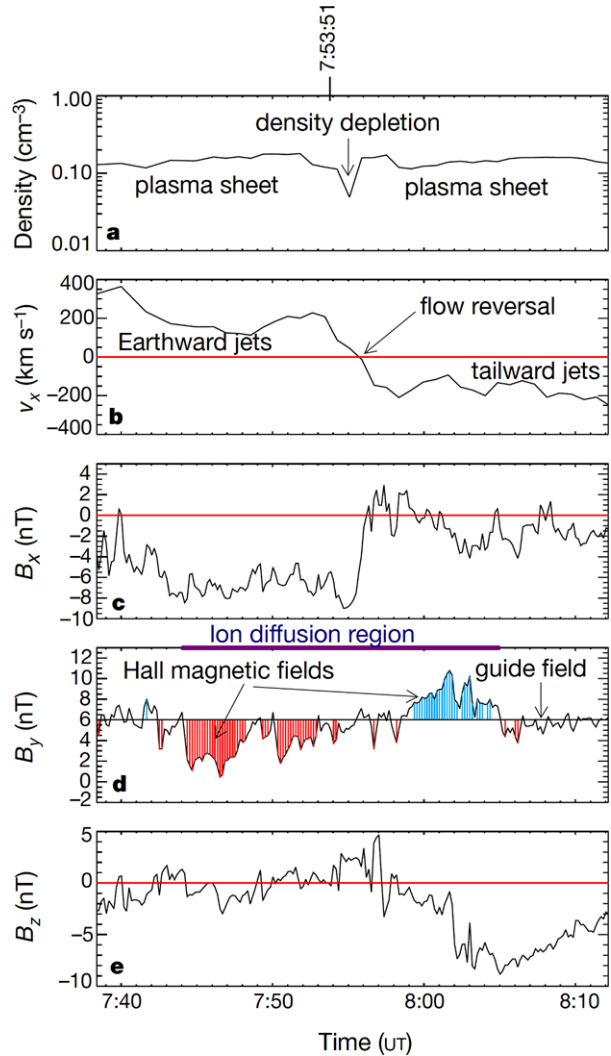 7:53:51
1.00
density depletion
Density (cm⁻³)
0.10
plasma sheet
plasma sheet
0.01
a
400
flow reversal
200
Earthward jets
vₓ (km s⁻¹)
0
tailward jets
−200
b
−400
4
2
0
Bₓ (nT)
−2
−4
−6
−8
c
−10
Ion diffusion region
12
Hall magnetic fields
guide field
10
8
B_y (nT)
6
4
2
0
d
−2
5
0
B_z (nT)
−5
e
−10
7:40
7:50
8:00
8:10
Time (UT)